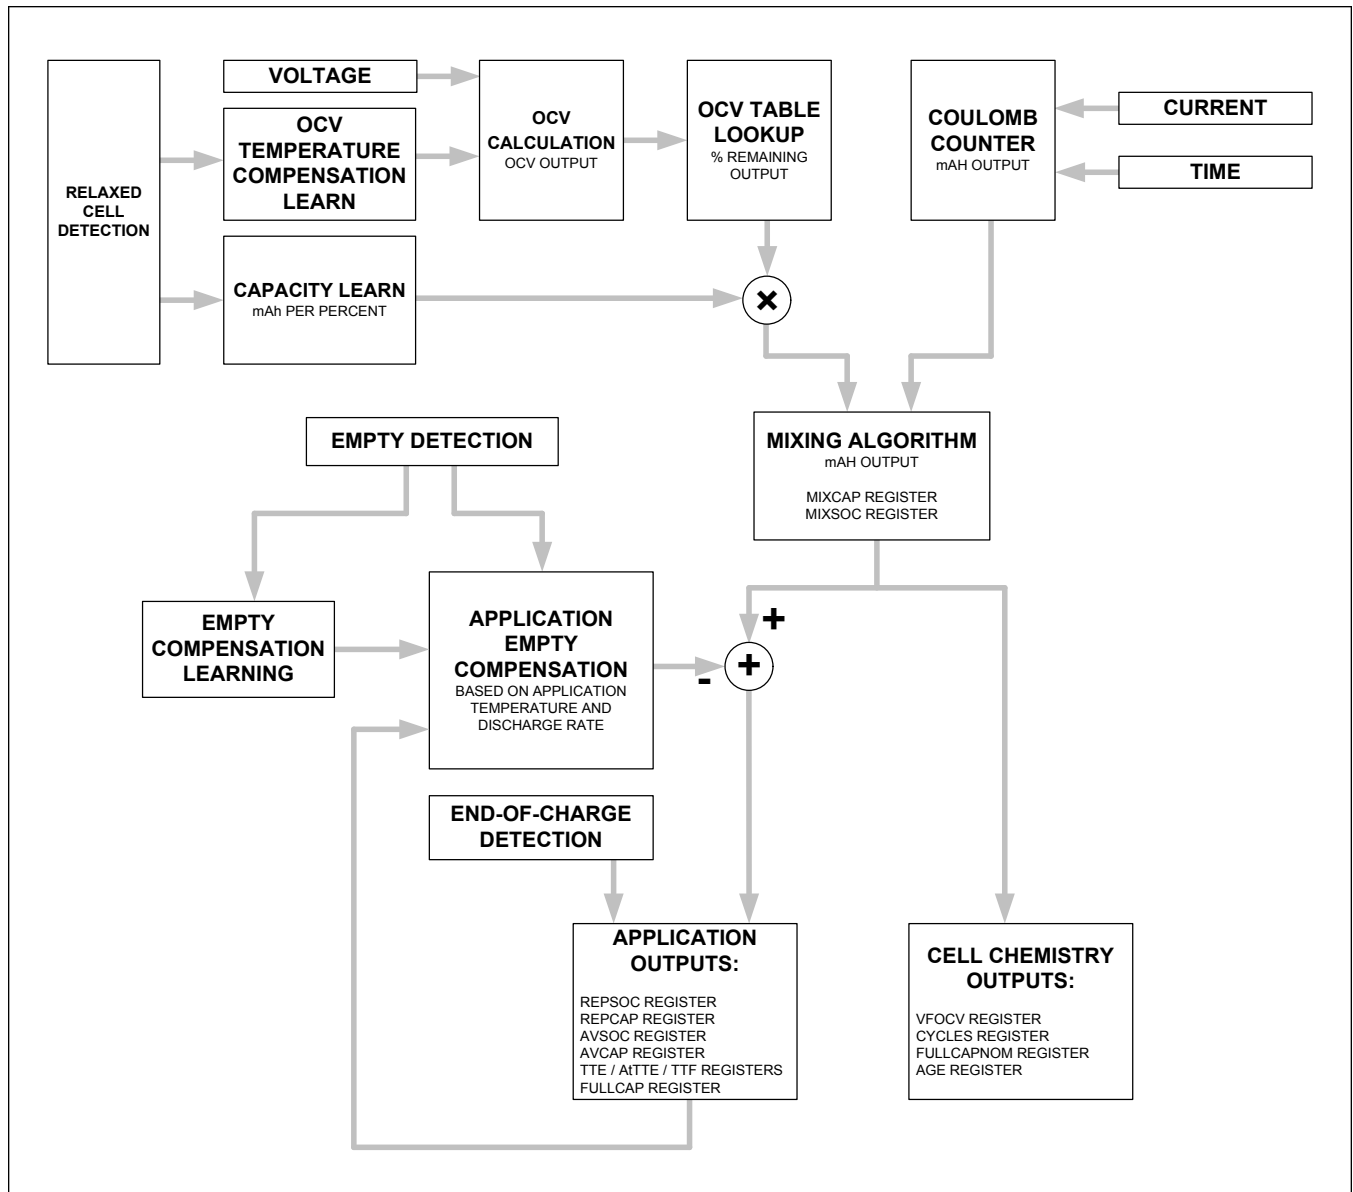 RELAXED
CELL
DETECTION
VOLTAGE
OCV
TEMPERATURE
COMPENSATION
LEARN
CAPACITY LEARN
mAh PER PERCENT
OCV
CALCULATION
OCV OUTPUT
OCV TABLE
LOOKUP
% REMAINING
OUTPUT
×
COULOMB
COUNTER
mAH OUTPUT
CURRENT
TIME
MIXING ALGORITHM
mAH OUTPUT
MIXCAP REGISTER
MIXSOC REGISTER
EMPTY DETECTION
EMPTY
COMPENSATION
LEARNING
APPLICATION
EMPTY
COMPENSATION
BASED ON APPLICATION
TEMPERATURE AND
DISCHARGE RATE
+
+
-
END-OF-CHARGE
DETECTION
APPLICATION
OUTPUTS:
REPSOC REGISTER
REPCAP REGISTER
AVSOC REGISTER
AVCAP REGISTER
TTE / AtTTE / TTF REGISTERS
FULLCAP REGISTER
CELL CHEMISTRY
OUTPUTS:
VFOCV REGISTER
CYCLES REGISTER
FULLCAPNOM REGISTER
AGE REGISTER